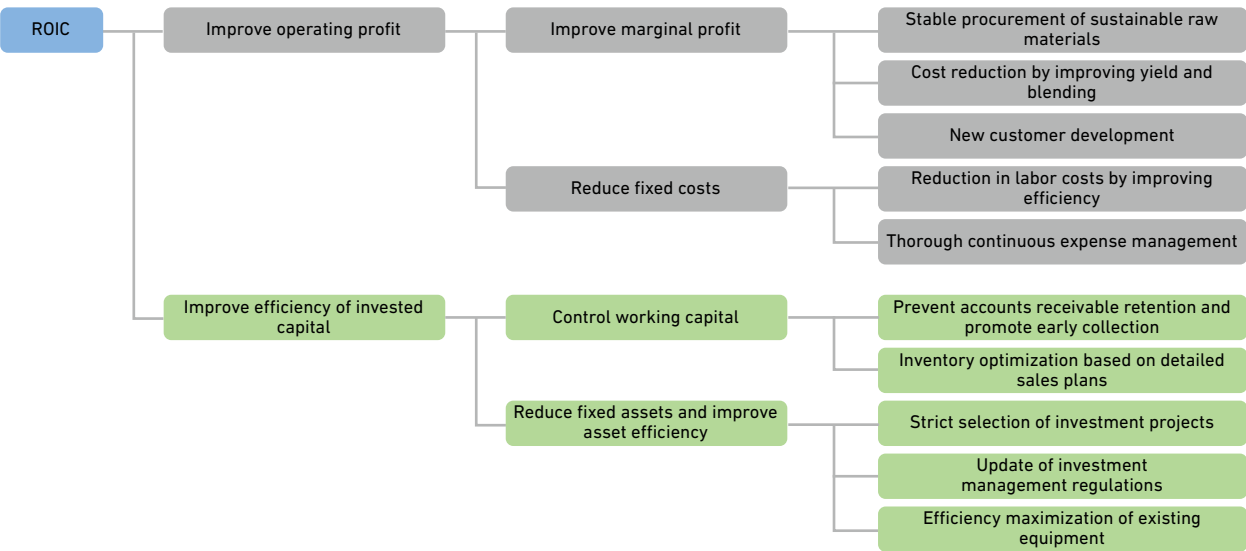 ROIC
Improve operating profit
Improve marginal profit
Stable procurement of sustainable raw
materials
Cost reduction by improving yield and
blending
New customer development
Reduce fixed costs
Reduction in labor costs by improving
efficiency
Thorough continuous expense management
Improve efficiency of invested
capital
Control working capital
Prevent accounts receivable retention and
promote early collection
Inventory optimization based on detailed
sales plans
Reduce fixed assets and improve
asset efficiency
Strict selection of investment projects
Update of investment
management regulations
Efficiency maximization of existing
equipment